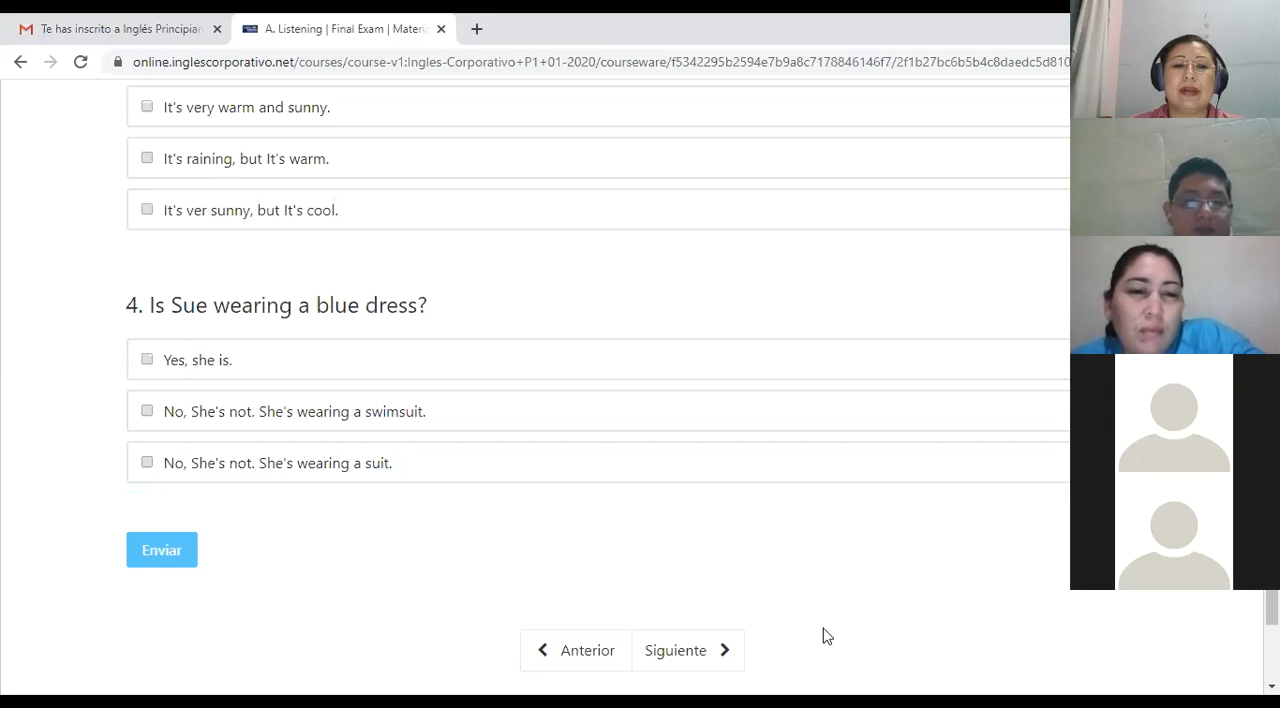 Te has inscrito a Inglés Principian
A. Listening | Final Exam | Materi
online.inglescorporativo.net/courses/course-v1:Ingles-Corporativo+P1+01-2020/courseware/f5342295b2594e7b9a8c7178846146f7/2f1b27bc6b5b4c8daedc5d810
It's very warm and sunny.
It's raining, but It's warm.
It's ver sunny, but It's cool.
4. Is Sue wearing a blue dress?
Yes, she is.
No, She's not. She's wearing a swimsuit.
No, She's not. She's wearing a suit.
Enviar
Anterior
Siguiente